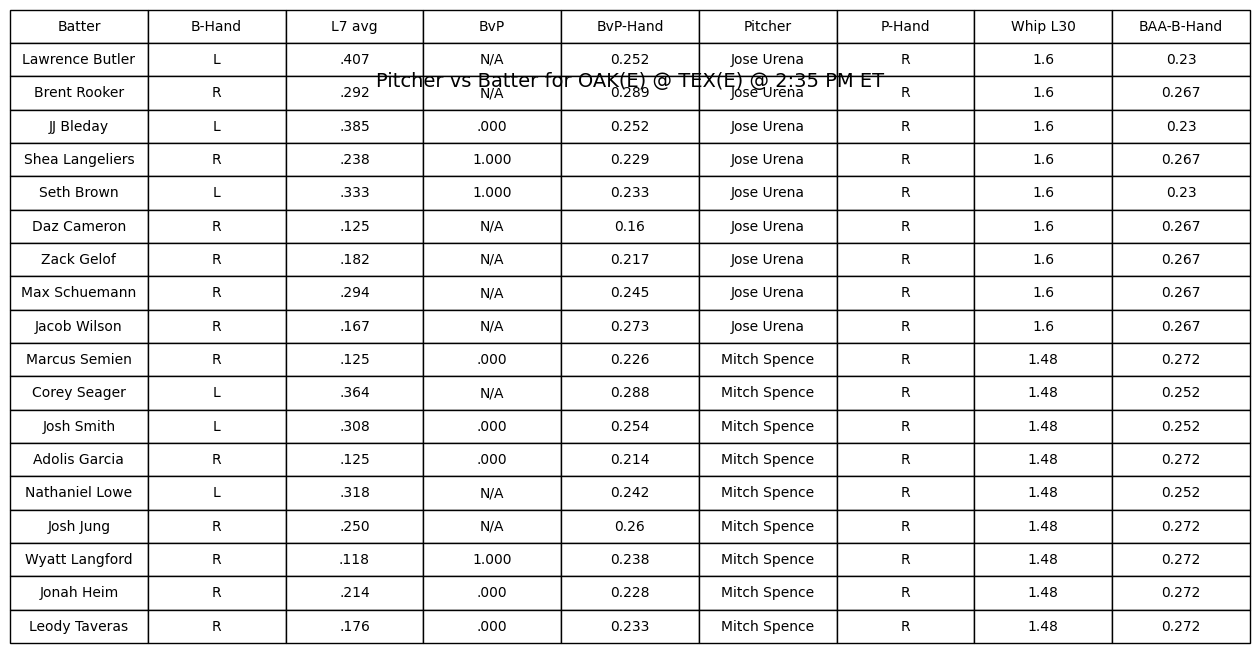 Batter B-Hand L7 avg BvP BvP-Hand Pitcher P-Hand Whip L30 BAA-B-Hand
Lawrence Butler L .407 N/A 0.252 Jose Urena R 1.6 0.23
Pitcher vs Batter for OAK(E) @ TEX(E) @ 2:35 PM ET
Brent Rooker R .292 N/A 0.289 Jose Urena R 1.6 0.267
JJ Bleday L .385 .000 0.252 Jose Urena R 1.6 0.23
Shea Langeliers R .238 1.000 0.229 Jose Urena R 1.6 0.267
Seth Brown L .333 1.000 0.233 Jose Urena R 1.6 0.23
Daz Cameron R .125 N/A 0.16 Jose Urena R 1.6 0.267
Zack Gelof R .182 N/A 0.217 Jose Urena R 1.6 0.267
Max Schuemann R .294 N/A 0.245 Jose Urena R 1.6 0.267
Jacob Wilson R .167 N/A 0.273 Jose Urena R 1.6 0.267
Marcus Semien R .125 .000 0.226 Mitch Spence R 1.48 0.272
Corey Seager L .364 N/A 0.288 Mitch Spence R 1.48 0.252
Josh Smith L .308 .000 0.254 Mitch Spence R 1.48 0.252
Adolis Garcia R .125 .000 0.214 Mitch Spence R 1.48 0.272
Nathaniel Lowe L .318 N/A 0.242 Mitch Spence R 1.48 0.252
Josh Jung R .250 N/A 0.26 Mitch Spence R 1.48 0.272
Wyatt Langford R .118 1.000 0.238 Mitch Spence R 1.48 0.272
Jonah Heim R .214 .000 0.228 Mitch Spence R 1.48 0.272
Leody Taveras R .176 .000 0.233 Mitch Spence R 1.48 0.272